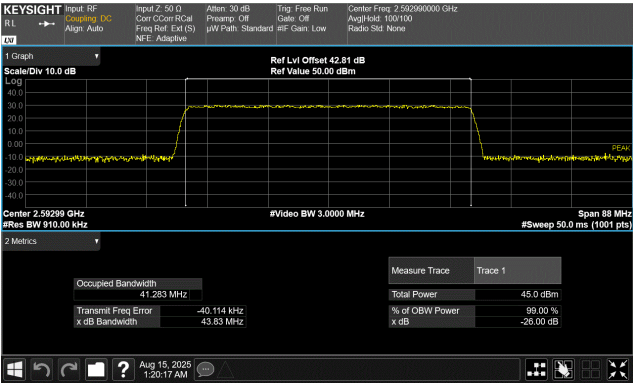 KEYSIGHT Input: RF Input Z: 50 Ω Atten: 30 dB Trig: Free Run Center Freq: 2.592990000 GHz
RL Coupling: DC Corr CCorr RCal Preamp: Off Gate: Off Avg|Hold: 100/100
Align: Auto Freq Ref: Ext (S) µW Path: Standard #IF Gain: Low Radio Std: None
LXI NFE: Adaptive
1 Graph
Ref Lvl Offset 42.81 dB
Scale/Div 10.0 dB Ref Value 50.00 dBm
Log
40.0
30.0
20.0
10.0
0.00
-10.00 PEAK
-20.0
-30.0
-40.0
Center 2.59299 GHz #Video BW 3.0000 MHz Span 88 MHz
#Res BW 910.00 kHz #Sweep 50.0 ms (1001 pts)
2 Metrics
Measure Trace Trace 1
Occupied Bandwidth
41.283 MHz Total Power 45.0 dBm
Transmit Freq Error -40.114 kHz % of OBW Power 99.00 %
x dB Bandwidth 43.83 MHz x dB -26.00 dB
?
Aug 15, 2025
1:20:17 AM